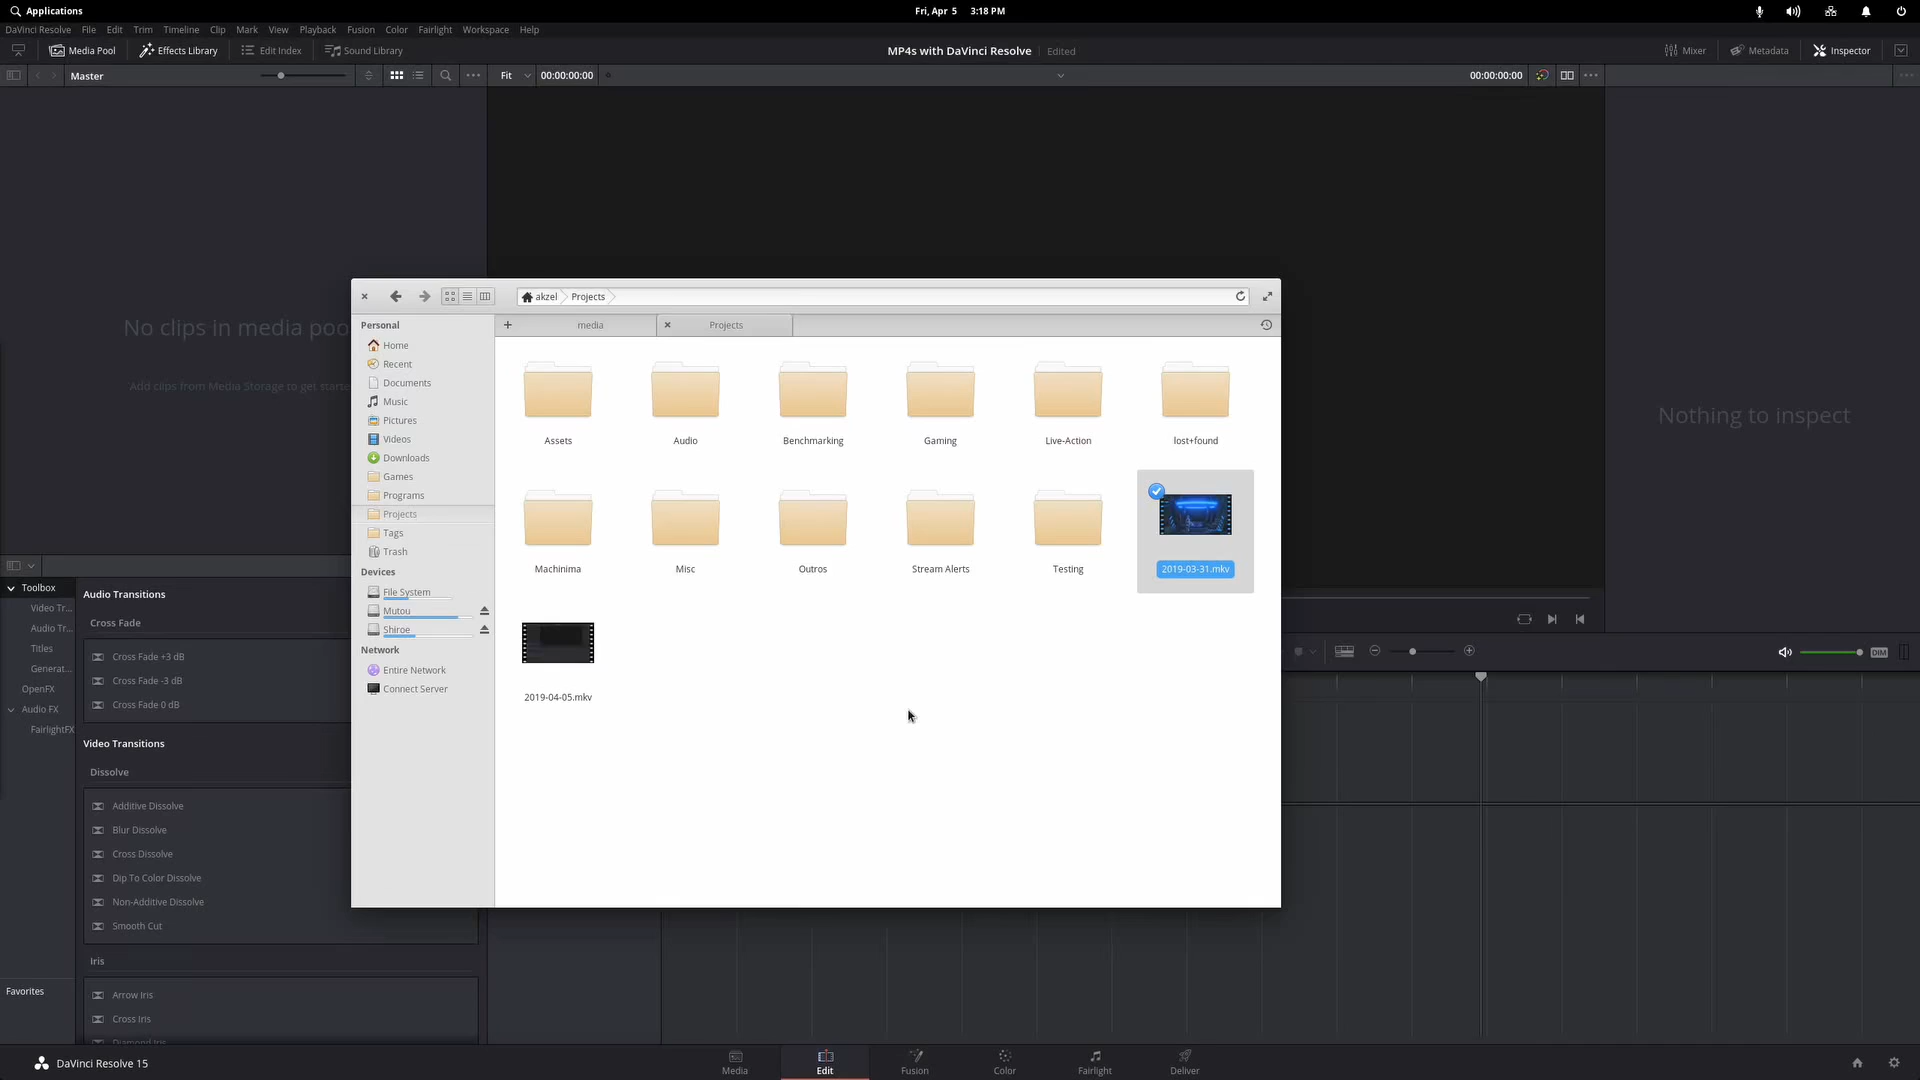 Applications
Fri, Apr 5 3:18 PM
DaVinci Resolve File Edit Trim Timeline Clip Mark View Playback Fusion Color Fairlight Workspace Help
Media Pool Effects Library Edit Index Sound Library
MP4s with DaVinci Resolve Edited
Mixer Metadata Inspector
Master
Fit 00:00:00:00
00:00:00:00
No clips in media poo
Add clips from Media Storage to get starte
Nothing to inspect
akzel Projects
media
Projects
Personal
Home
Recent
Documents
Music
Pictures
Videos
Downloads
Games
Programs
Projects
Tags
Trash
Devices
File System
Mutou
Shiroe
Network
Entire Network
Connect Server
Assets Audio Benchmarking Gaming Live-Action lost+found
Machinima Misc Outros Stream Alerts Testing 2019-03-31.mkv
2019-04-05.mkv
Toolbox
Video Tr...
Audio Tr...
Titles
Generat...
OpenFX
Audio FX
FairlightFX
Favorites
Audio Transitions
Cross Fade
Cross Fade +3 dB
Cross Fade -3 dB
Cross Fade 0 dB
Video Transitions
Dissolve
Additive Dissolve
Blur Dissolve
Cross Dissolve
Dip To Color Dissolve
Non-Additive Dissolve
Smooth Cut
Iris
Arrow Iris
Cross Iris
Diamond Iris
DIM
DaVinci Resolve 15
Media Edit Fusion Color Fairlight Deliver